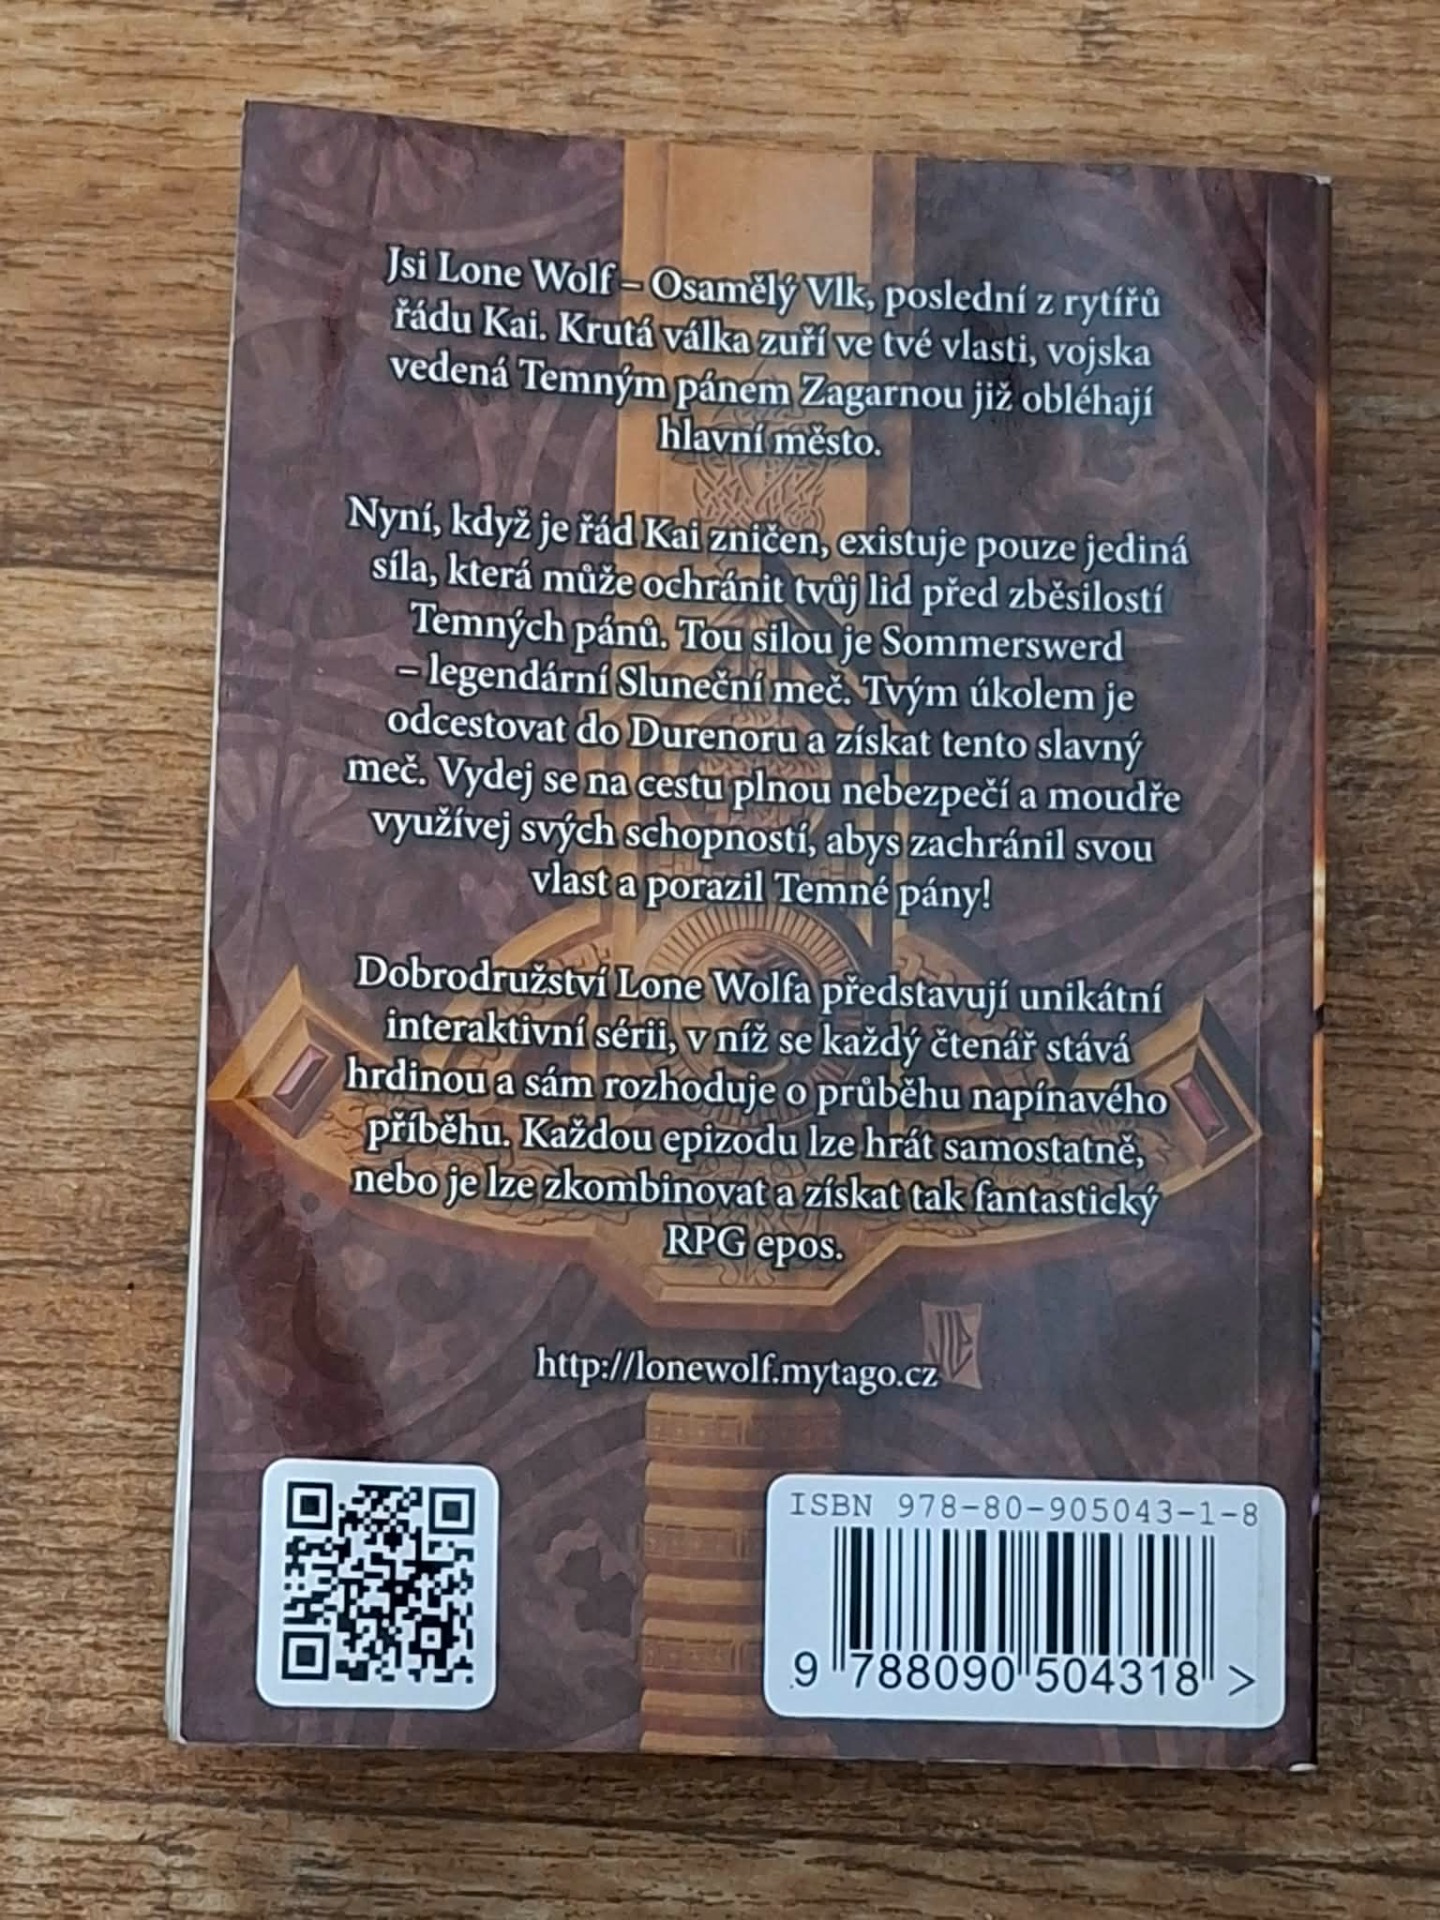 Jsi Lone Wolf – Osamělý Vlk, poslední z rytířů
řádu Kai. Krutá válka zuří ve tvé vlasti, vojska
vedená Temným pánem Zagarnou již obléhají
hlavní město.
Nyní, když je řád Kai zničen, existuje pouze jediná
síla, která může ochránit tvůj lid před zběsilostí
Temných pánů. Tou silou je Sommerswerd
– legendární Sluneční meč. Tvým úkolem je
odcestovat do Durenoru a získat tento slavný
meč. Vydej se na cestu plnou nebezpečí a moudře
využívej svých schopností, abys zachránil svou
vlast a porazil Temné pány!
Dobrodružství Lone Wolfa představují unikátní
interaktivní sérii, v níž se každý čtenář stává
hrdinou a sám rozhoduje o průběhu napínavého
příběhu. Každou epizodu lze hrát samostatně,
nebo je lze zkombinovat a získat tak fantastický
RPG epos.
http://lonewolf.mytago.cz
ISBN 978-80-905043-1-8
9 788090 504318 >